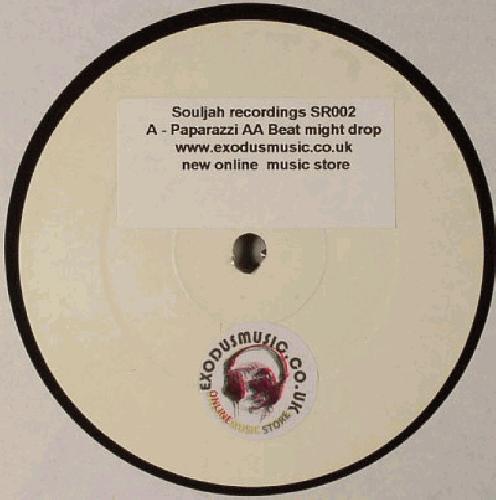 Souljah recordings SR002
A - Paparazzi AA Beat might drop
www.exodusmusic.co.uk
new online music store
EXODUSMUSIC.CO.UK
ONLINE MUSIC STORE